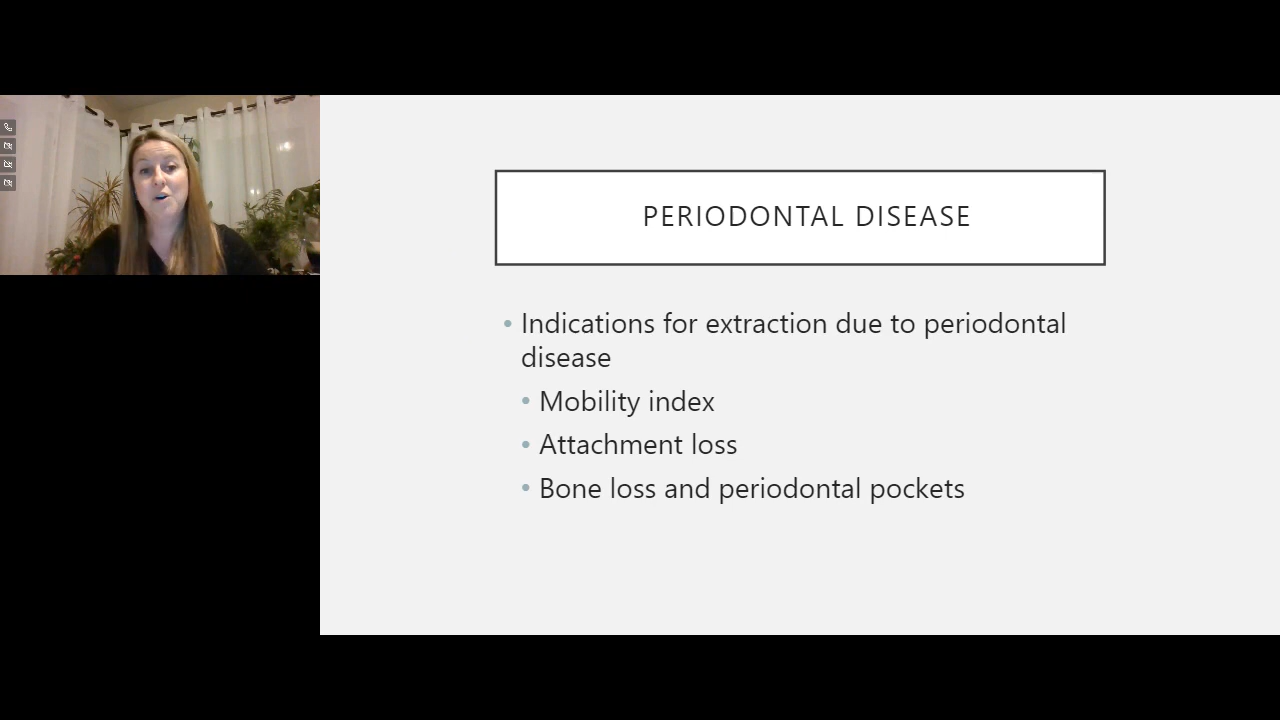 PERIODONTAL DISEASE
• Indications for extraction due to periodontal
disease
• Mobility index
• Attachment loss
• Bone loss and periodontal pockets